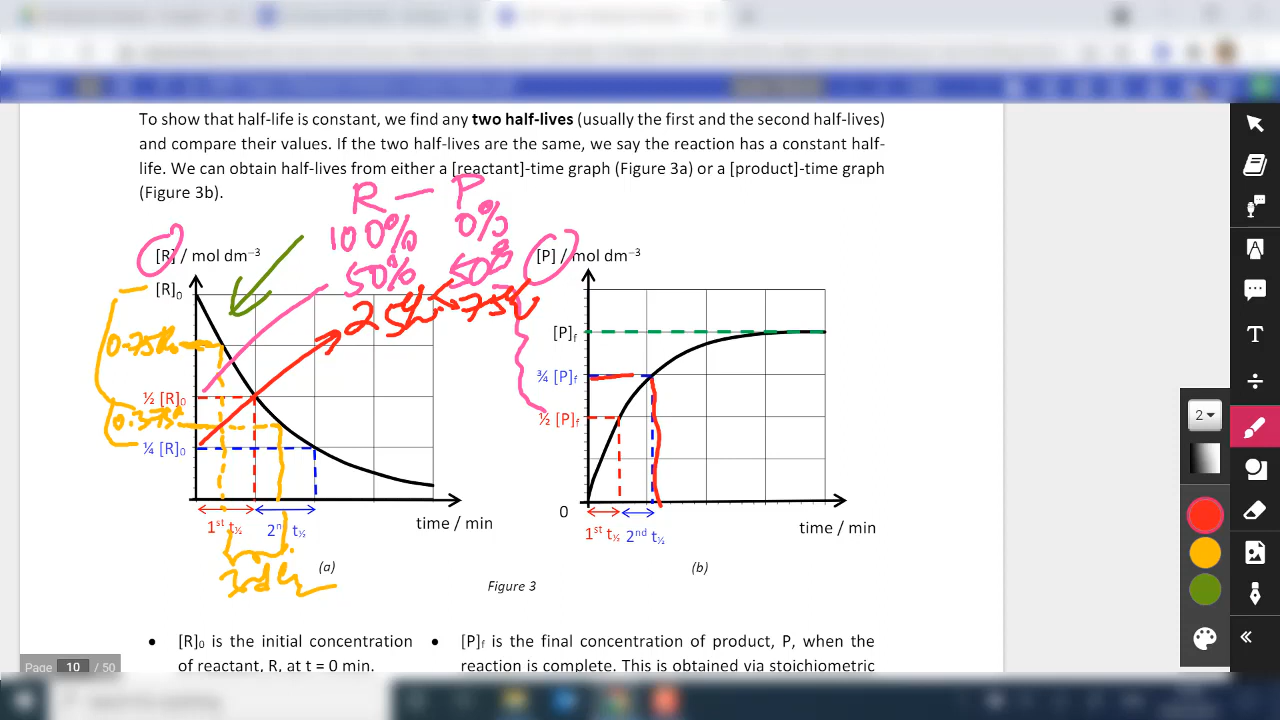 To show that half-life is constant, we find any two half-lives (usually the first and the second half-lives)
and compare their values. If the two half-lives are the same, we say the reaction has a constant half-
life. We can obtain half-lives from either a [reactant]-time graph (Figure 3a) or a [product]-time graph
(Figure 3b).
R — P
100% 0%
50% 50%
25% 75%
[R] / mol dm⁻³
[R]₀
0.75R₀
½ [R]₀
0.375R
¼ [R]₀
time / min
1ˢᵗ t½
2ⁿ t½
3rd t½
(a)
[P] / mol dm⁻³
[P]f
¾ [P]f
½ [P]f
0
time / min
1ˢᵗ t½ 2ⁿᵈ t½
(b)
Figure 3
• [R]₀ is the initial concentration
of reactant, R, at t = 0 min.
• [P]f is the final concentration of product, P, when the
reaction is complete. This is obtained via stoichiometric
Page 10 / 50
2
T